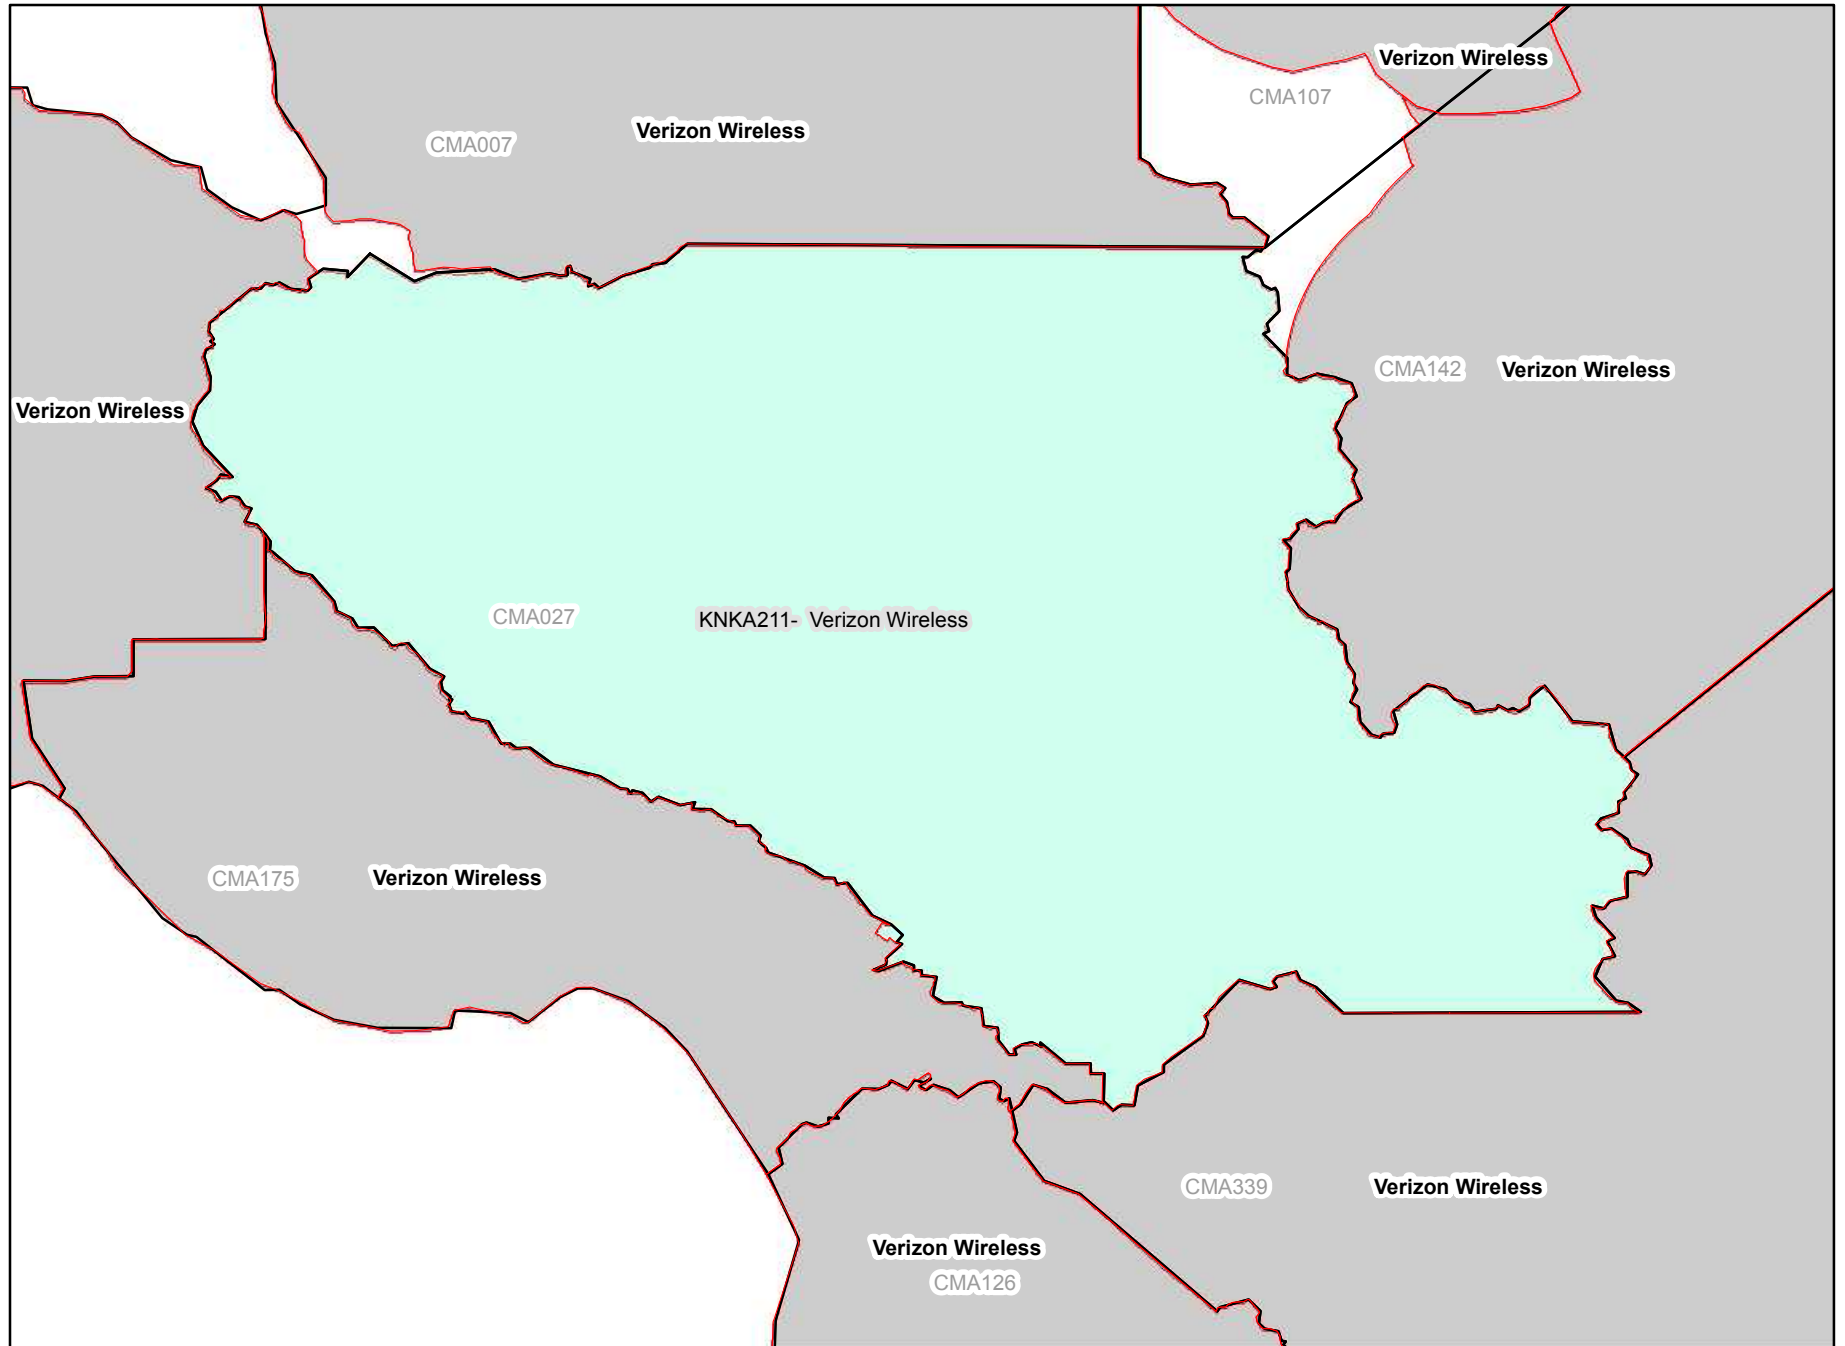 Verizon Wireless
CMA107
CMA007 Verizon Wireless
CMA142 Verizon Wireless
Verizon Wireless
CMA027 KNKA211- Verizon Wireless
CMA175 Verizon Wireless
CMA339 Verizon Wireless
Verizon Wireless
CMA126